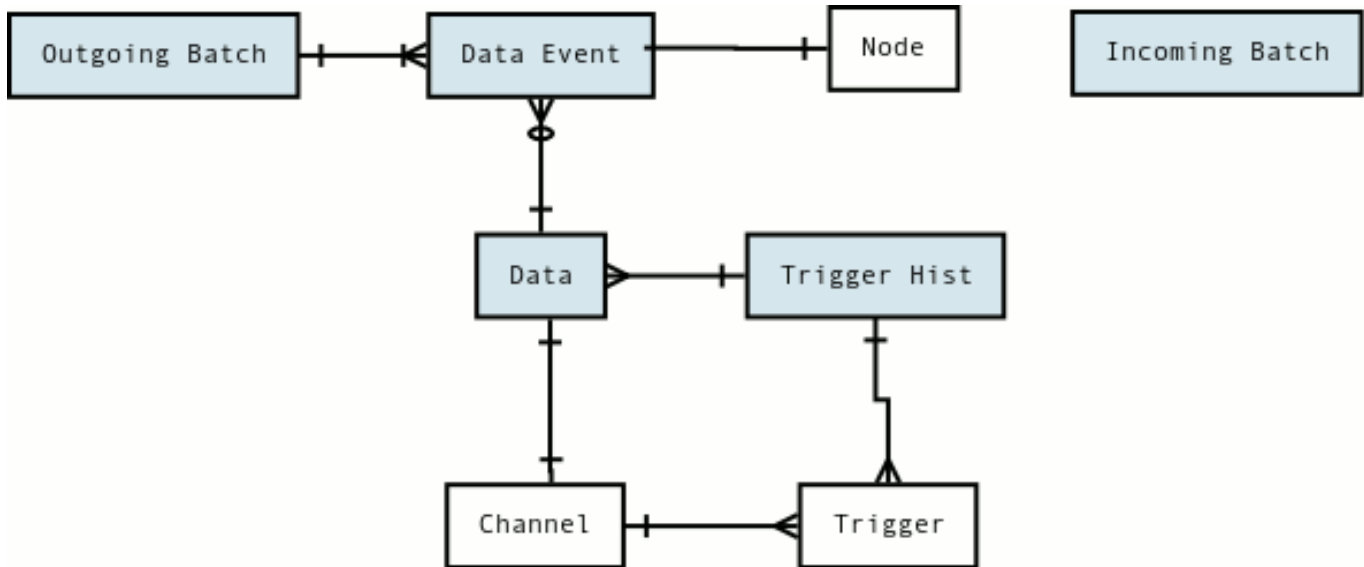 Outgoing Batch
Data Event
Node
Incoming Batch
Data
Trigger Hist
Channel
Trigger